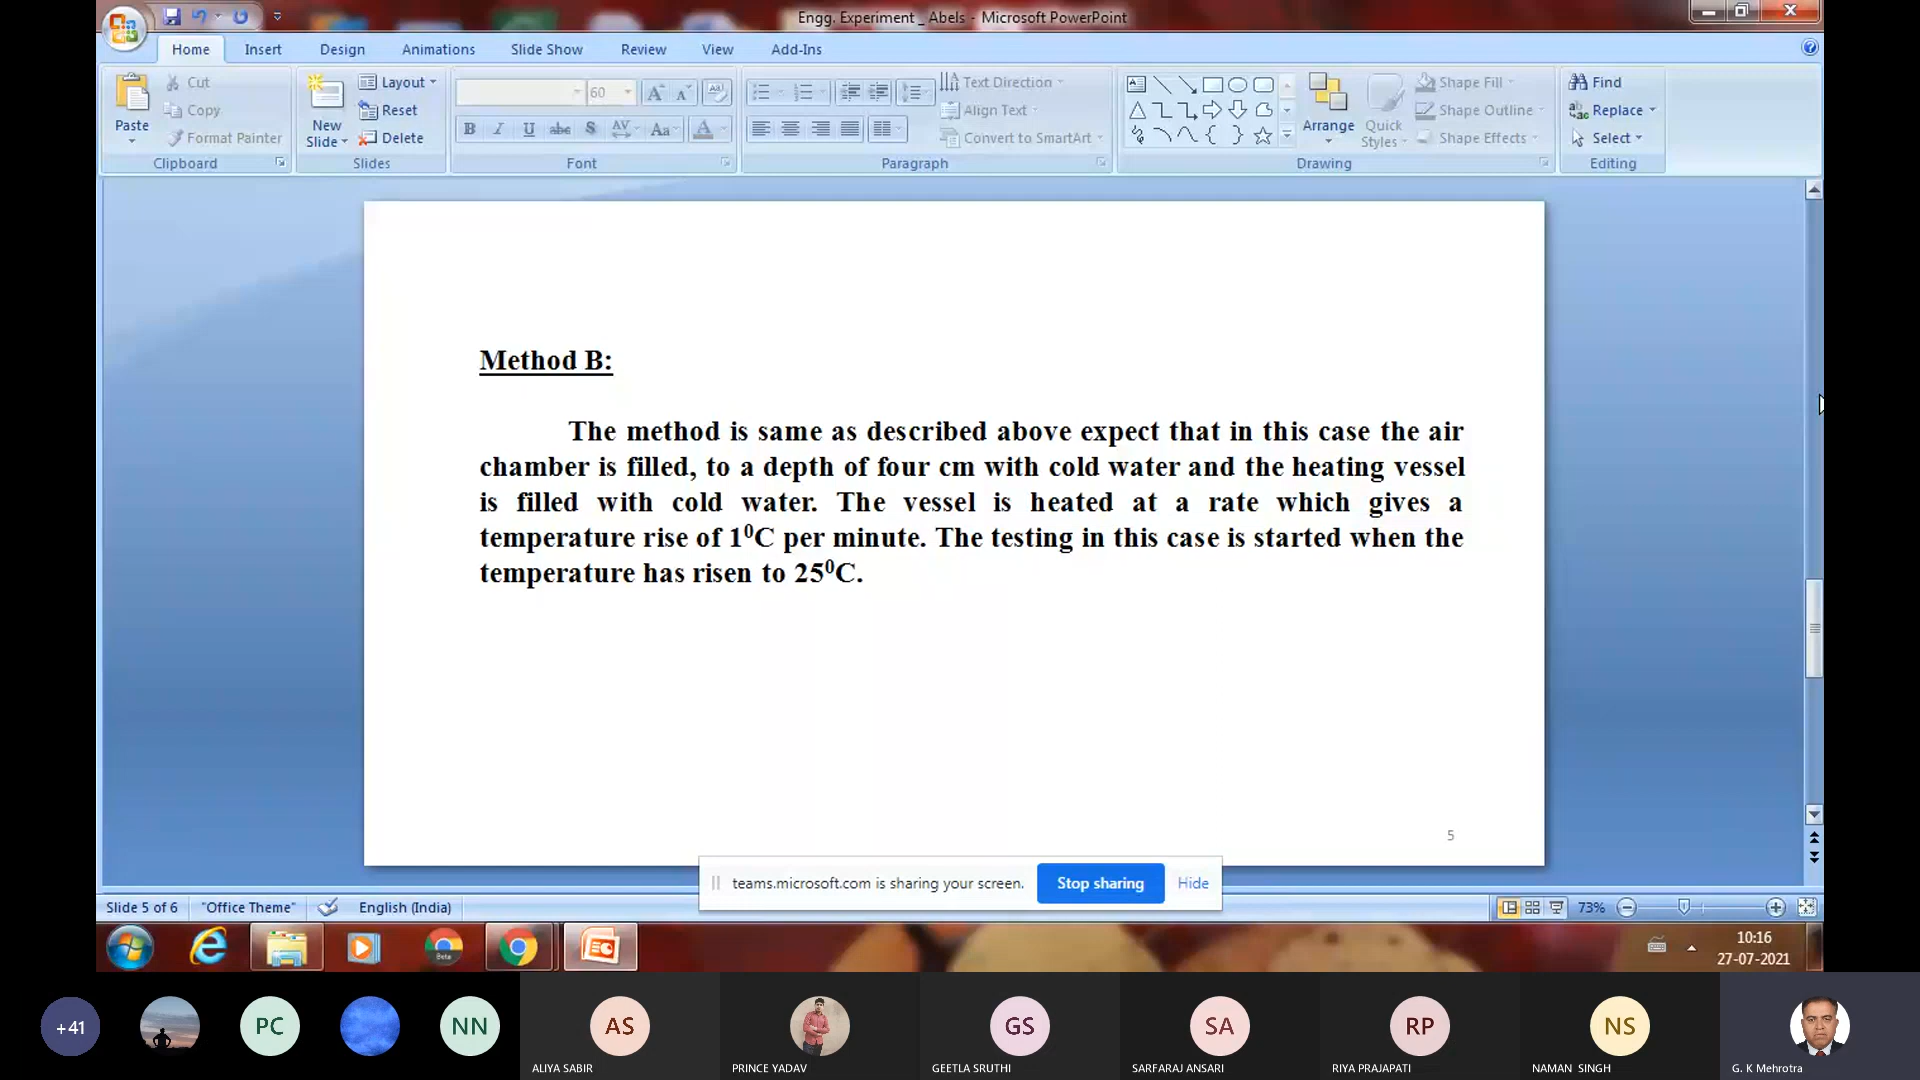 Engg. Experiment _ Abels - Microsoft PowerPoint
Home Insert Design Animations Slide Show Review View Add-Ins
Paste
Cut
Copy
Format Painter
Clipboard
New
Slide
Layout
Reset
Delete
Slides
60
Font
Text Direction
Align Text
Convert to SmartArt
Paragraph
Arrange
Quick
Styles
Shape Fill
Shape Outline
Shape Effects
Drawing
Find
Replace
Select
Editing
Method B:
The method is same as described above expect that in this case the air
chamber is filled, to a depth of four cm with cold water and the heating vessel
is filled with cold water. The vessel is heated at a rate which gives a
temperature rise of 1⁰C per minute. The testing in this case is started when the
temperature has risen to 25⁰C.
5
teams.microsoft.com is sharing your screen. Stop sharing Hide
Slide 5 of 6 "Office Theme" English (India) 73%
Beta
10:16
27-07-2021
+41 PC NN AS GS SA RP NS
ALIYA SABIR PRINCE YADAV GEETLA SRUTHI SARFARAJ ANSARI RIYA PRAJAPATI NAMAN SINGH G. K Mehrotra